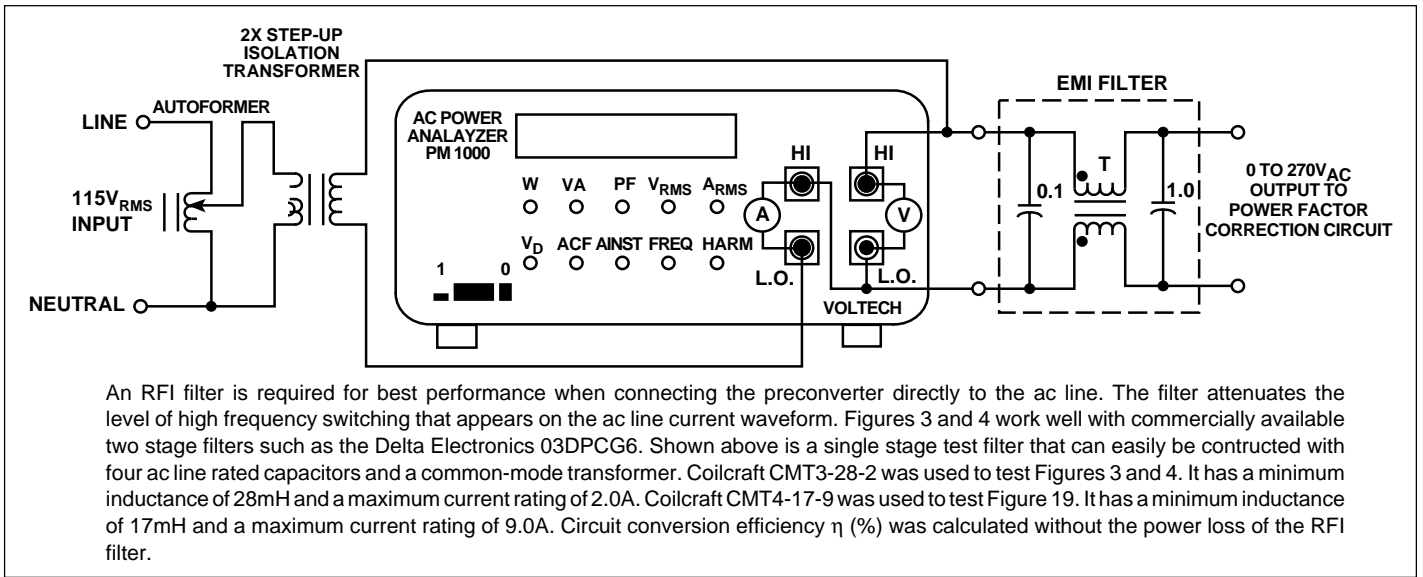 2X STEP-UP
ISOLATION
TRANSFORMER
AUTOFORMER
LINE
115VRMS
INPUT
NEUTRAL
AC POWER
ANALAYZER
PM 1000
W VA PF VRMS ARMS
VD ACF AINST FREQ HARM
1 0
HI
HI
A
V
L.O.
L.O.
VOLTECH
EMI FILTER
0.1
T
1.0
0 TO 270VAC
OUTPUT TO
POWER FACTOR
CORRECTION CIRCUIT
An RFI filter is required for best performance when connecting the preconverter directly to the ac line. The filter attenuates the
level of high frequency switching that appears on the ac line current waveform. Figures 3 and 4 work well with commercially available
two stage filters such as the Delta Electronics 03DPCG6. Shown above is a single stage test filter that can easily be contructed with
four ac line rated capacitors and a common-mode transformer. Coilcraft CMT3-28-2 was used to test Figures 3 and 4. It has a minimum
inductance of 28mH and a maximum current rating of 2.0A. Coilcraft CMT4-17-9 was used to test Figure 19. It has a minimum inductance
of 17mH and a maximum current rating of 9.0A. Circuit conversion efficiency η (%) was calculated without the power loss of the RFI
filter.